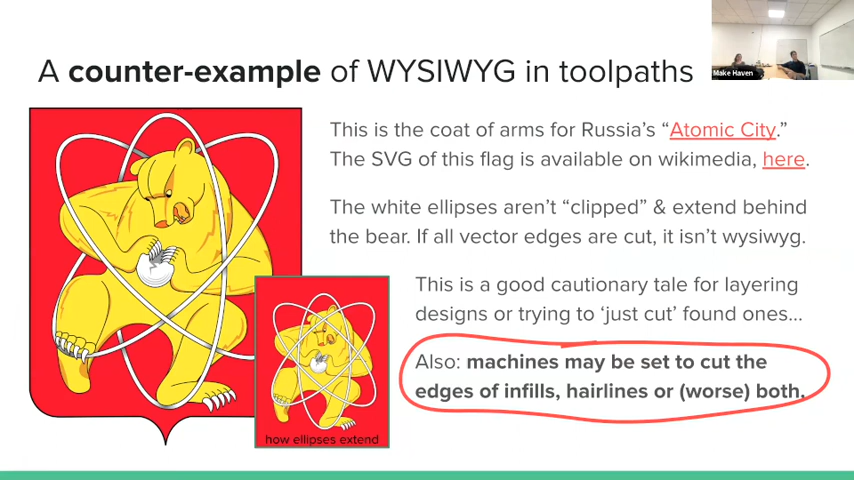 Make Haven
A counter-example of WYSIWYG in toolpaths
This is the coat of arms for Russia’s “Atomic City.”
The SVG of this flag is available on wikimedia, here.
The white ellipses aren’t “clipped” & extend behind
the bear. If all vector edges are cut, it isn’t wysiwyg.
This is a good cautionary tale for layering
designs or trying to ‘just cut’ found ones...
Also: machines may be set to cut the
edges of infills, hairlines or (worse) both.
how ellipses extend